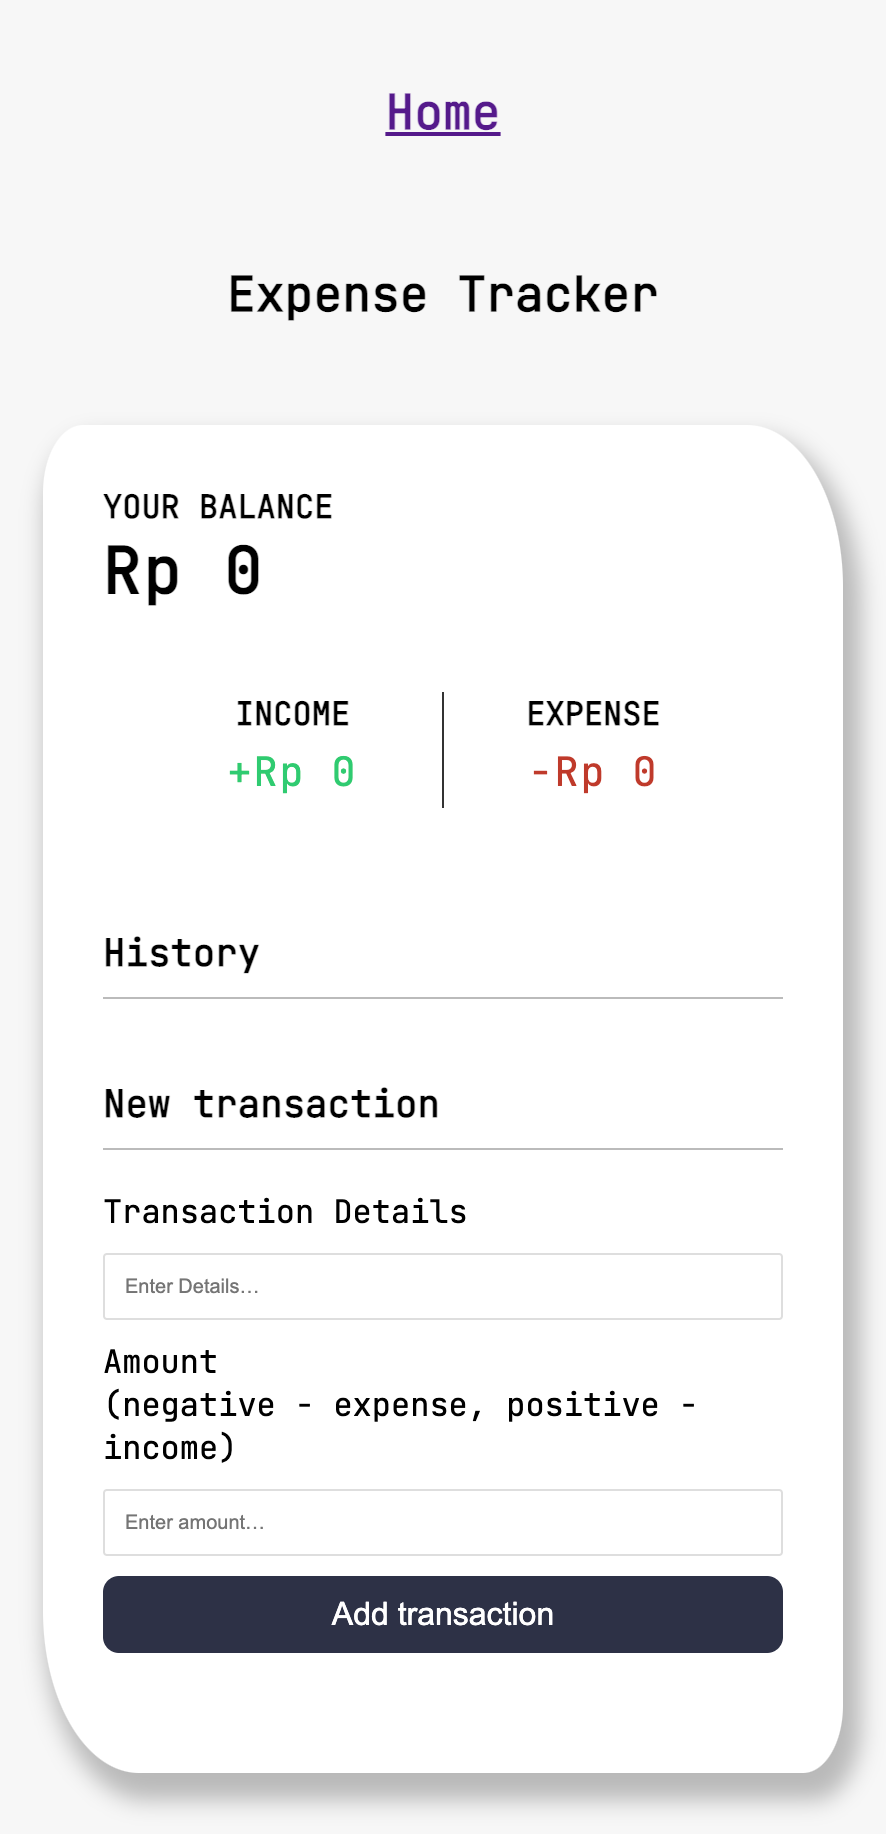 Home
Expense Tracker
YOUR BALANCE
Rp 0
INCOME
+Rp 0
EXPENSE
-Rp 0
History
New transaction
Transaction Details
Enter Details...
Amount
(negative - expense, positive -
income)
Enter amount...
Add transaction